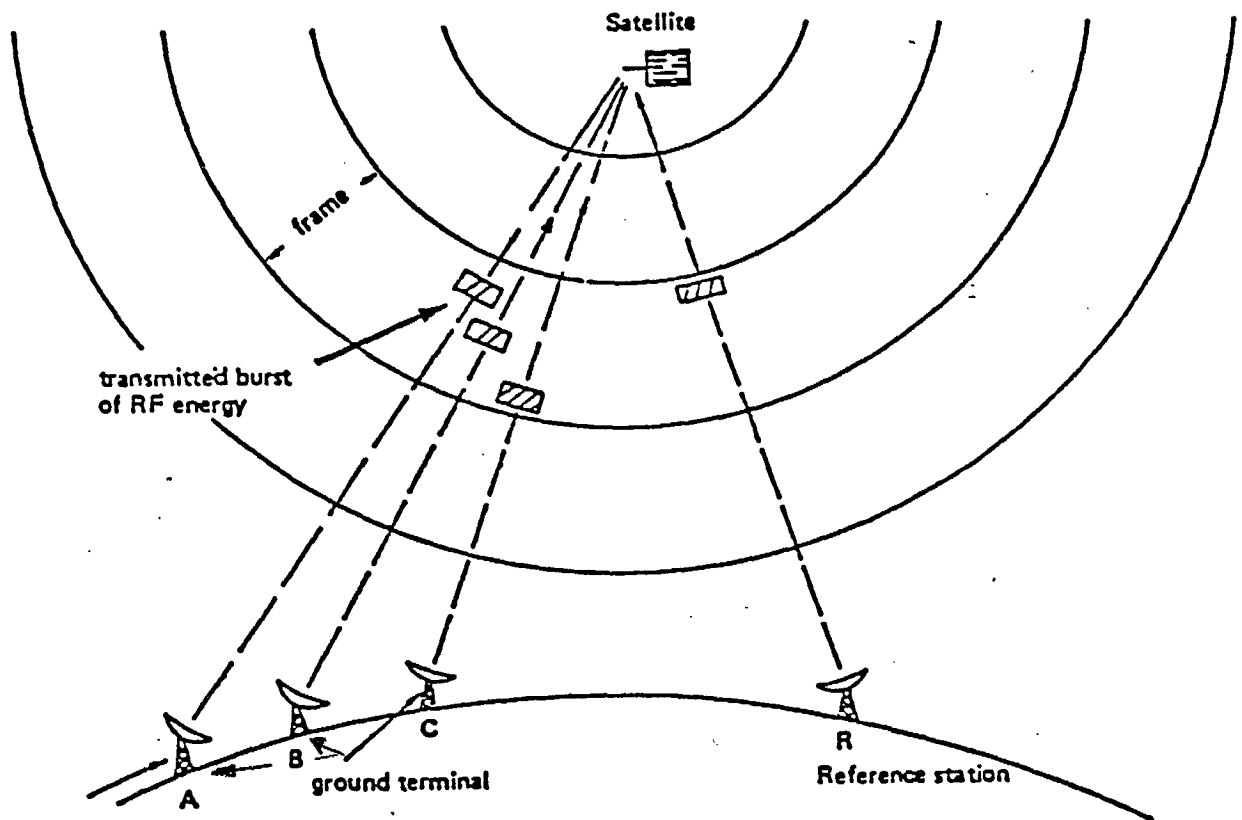 Satellite
frame
transmitted burst
of RF energy
A
B
C
ground terminal
R
Reference station